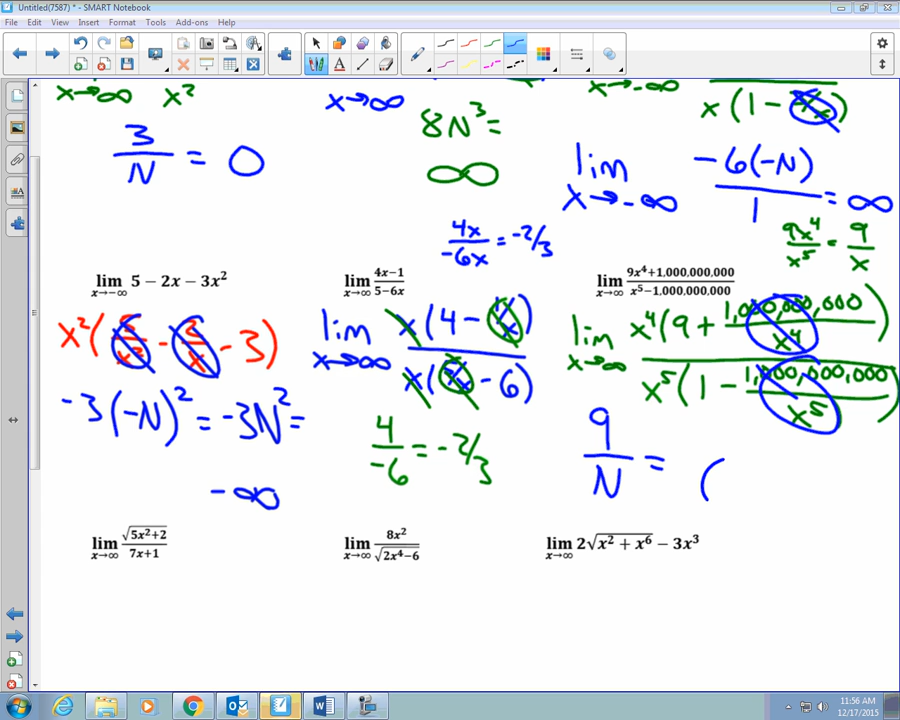 Untitled(7587) * - SMART Notebook
File Edit View Insert Format Tools Add-ons Help
x→∞ x²
x→∞
x→-∞
x(1 - )
8N³ =
∞
3/N = 0
lim x→-∞ -6(-N)/1 = ∞
4x/-6x = -2/3
9x⁴/x⁵ = 9/x
lim x→-∞ 5 − 2x − 3x²
lim x→∞ (4x−1)/(5−6x)
lim x→∞ (9x⁴+1,000,000,000)/(x⁵−1,000,000,000)
x²(5/x² - 2/x - 3)
lim x→∞ x(4 - 1/x)/x(5/x - 6)
lim x→∞ x⁴(9 + 1,000,000,000/x⁴)/x⁵(1 - 1,000,000,000/x⁵)
-3(-N)² = -3N² =
-∞
4/-6 = -2/3
9/N = (
lim x→∞ √(5x²+2)/(7x+1)
lim x→∞ 8x²/√(2x⁴−6)
lim x→∞ 2√(x² + x⁶) − 3x³
11:56 AM
12/17/2015